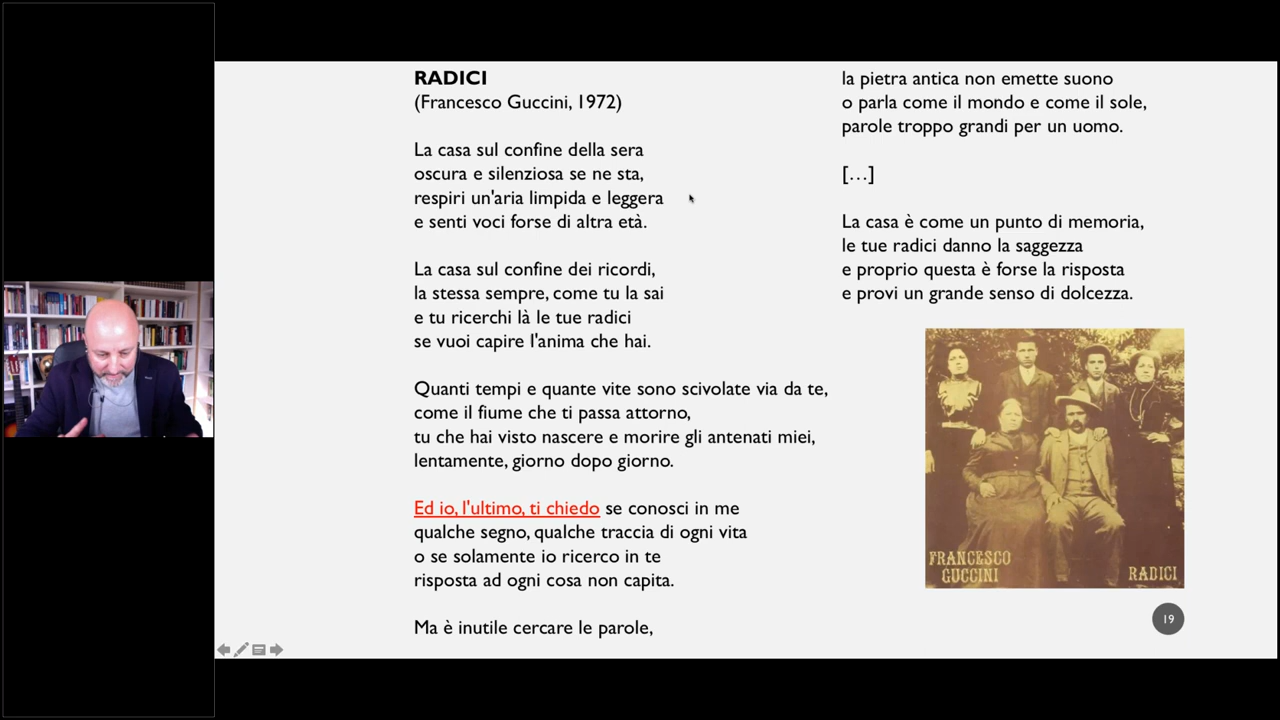 RADICI
(Francesco Guccini, 1972)
La casa sul confine della sera
oscura e silenziosa se ne sta,
respiri un'aria limpida e leggera
e senti voci forse di altra età.
La casa sul confine dei ricordi,
la stessa sempre, come tu la sai
e tu ricerchi là le tue radici
se vuoi capire l'anima che hai.
Quanti tempi e quante vite sono scivolate via da te,
come il fiume che ti passa attorno,
tu che hai visto nascere e morire gli antenati miei,
lentamente, giorno dopo giorno.
Ed io, l'ultimo, ti chiedo se conosci in me
qualche segno, qualche traccia di ogni vita
o se solamente io ricerco in te
risposta ad ogni cosa non capita.
Ma è inutile cercare le parole,
la pietra antica non emette suono
o parla come il mondo e come il sole,
parole troppo grandi per un uomo.
[…]
La casa è come un punto di memoria,
le tue radici danno la saggezza
e proprio questa è forse la risposta
e provi un grande senso di dolcezza.
FRANCESCO
GUCCINI
RADICI
19